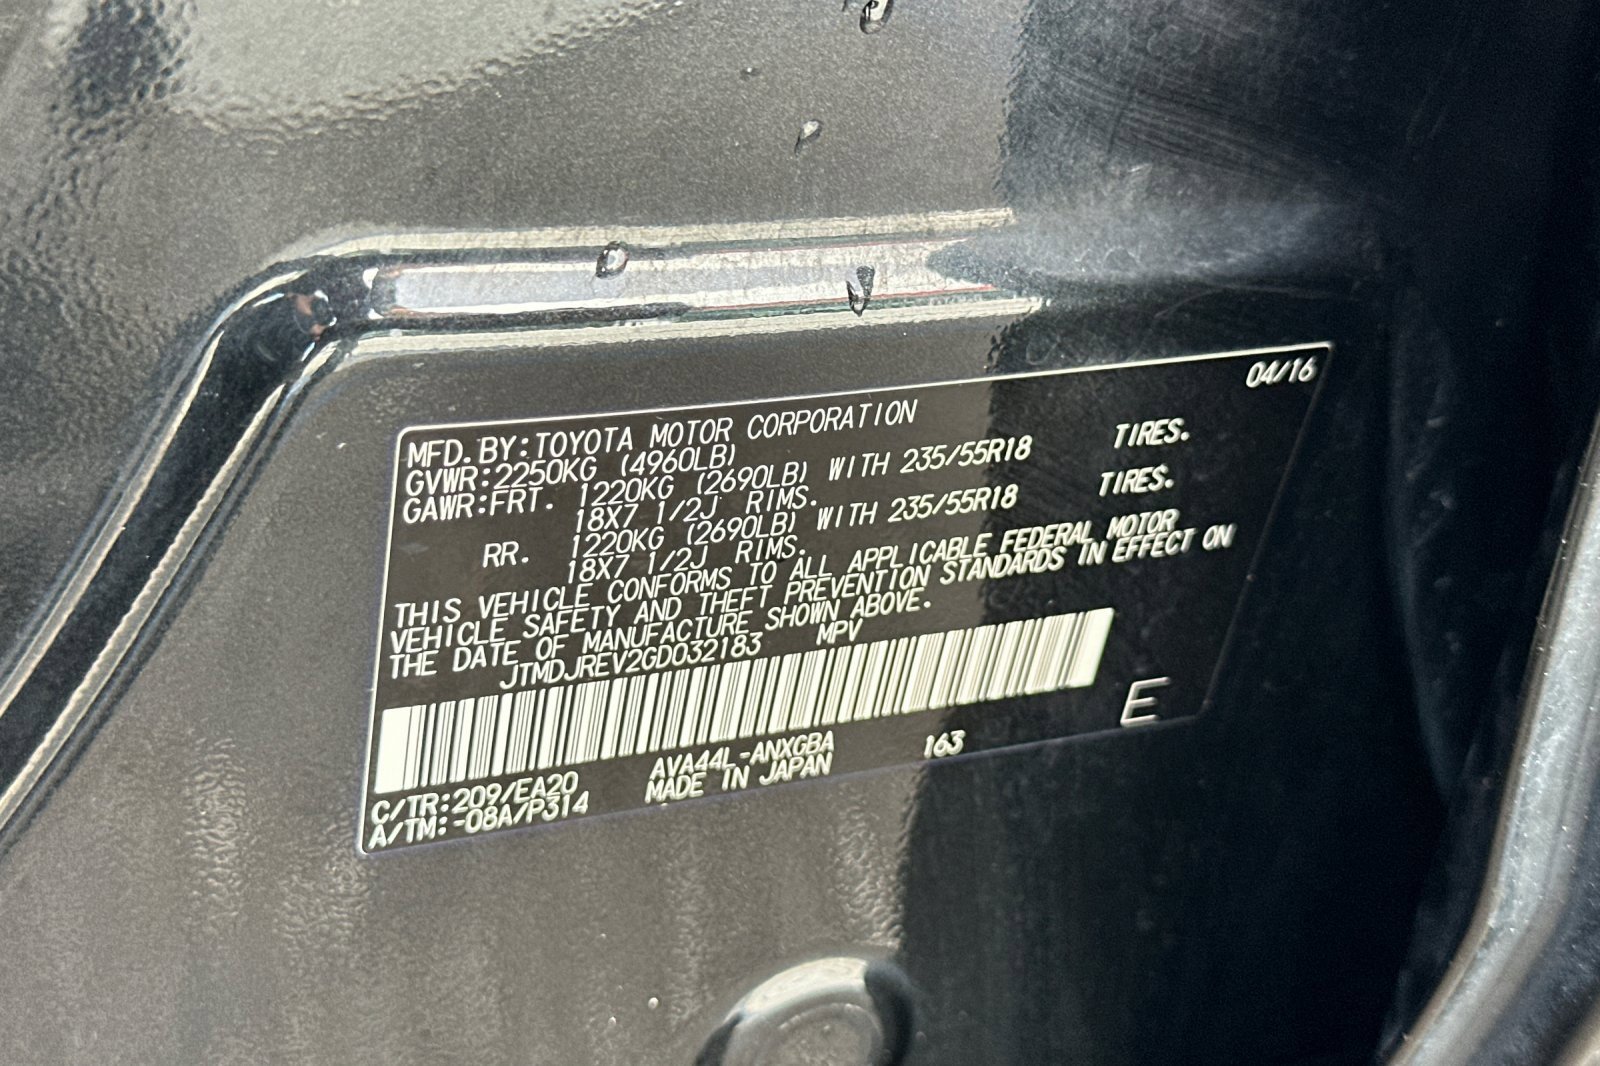 04/16
MFD. BY: TOYOTA MOTOR CORPORATION
GVWR: 2250KG (4960LB)
GAWR: FRT. 1220KG (2690LB) WITH 235/55R18 TIRES.
18X7 1/2J RIMS.
RR. 1220KG (2690LB) WITH 235/55R18 TIRES.
18X7 1/2J RIMS.
THIS VEHICLE CONFORMS TO ALL APPLICABLE FEDERAL MOTOR
VEHICLE SAFETY AND THEFT PREVENTION STANDARDS IN EFFECT ON
THE DATE OF MANUFACTURE SHOWN ABOVE.
JTMDJREV2GD032183 MPV
E
C/TR: 209/EA20 AVA44L-ANXGBA 163
A/TM: -08A/P314 MADE IN JAPAN